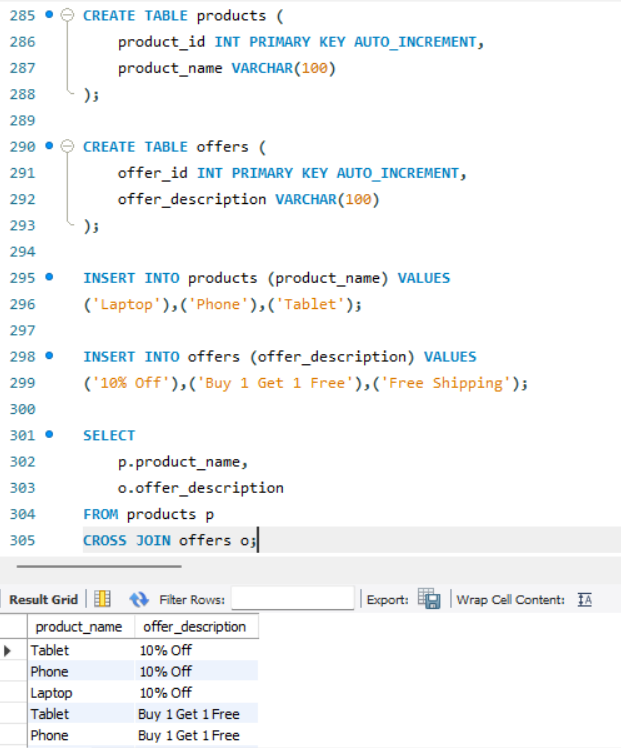 285 CREATE TABLE products (
286 product_id INT PRIMARY KEY AUTO_INCREMENT,
287 product_name VARCHAR(100)
288 );
289
290 CREATE TABLE offers (
291 offer_id INT PRIMARY KEY AUTO_INCREMENT,
292 offer_description VARCHAR(100)
293 );
294
295 INSERT INTO products (product_name) VALUES
296 ('Laptop'),('Phone'),('Tablet');
297
298 INSERT INTO offers (offer_description) VALUES
299 ('10% Off'),('Buy 1 Get 1 Free'),('Free Shipping');
300
301 SELECT
302 p.product_name,
303 o.offer_description
304 FROM products p
305 CROSS JOIN offers o;
Result Grid Filter Rows: Export: Wrap Cell Content: IA
product_name offer_description
Tablet 10% Off
Phone 10% Off
Laptop 10% Off
Tablet Buy 1 Get 1 Free
Phone Buy 1 Get 1 Free